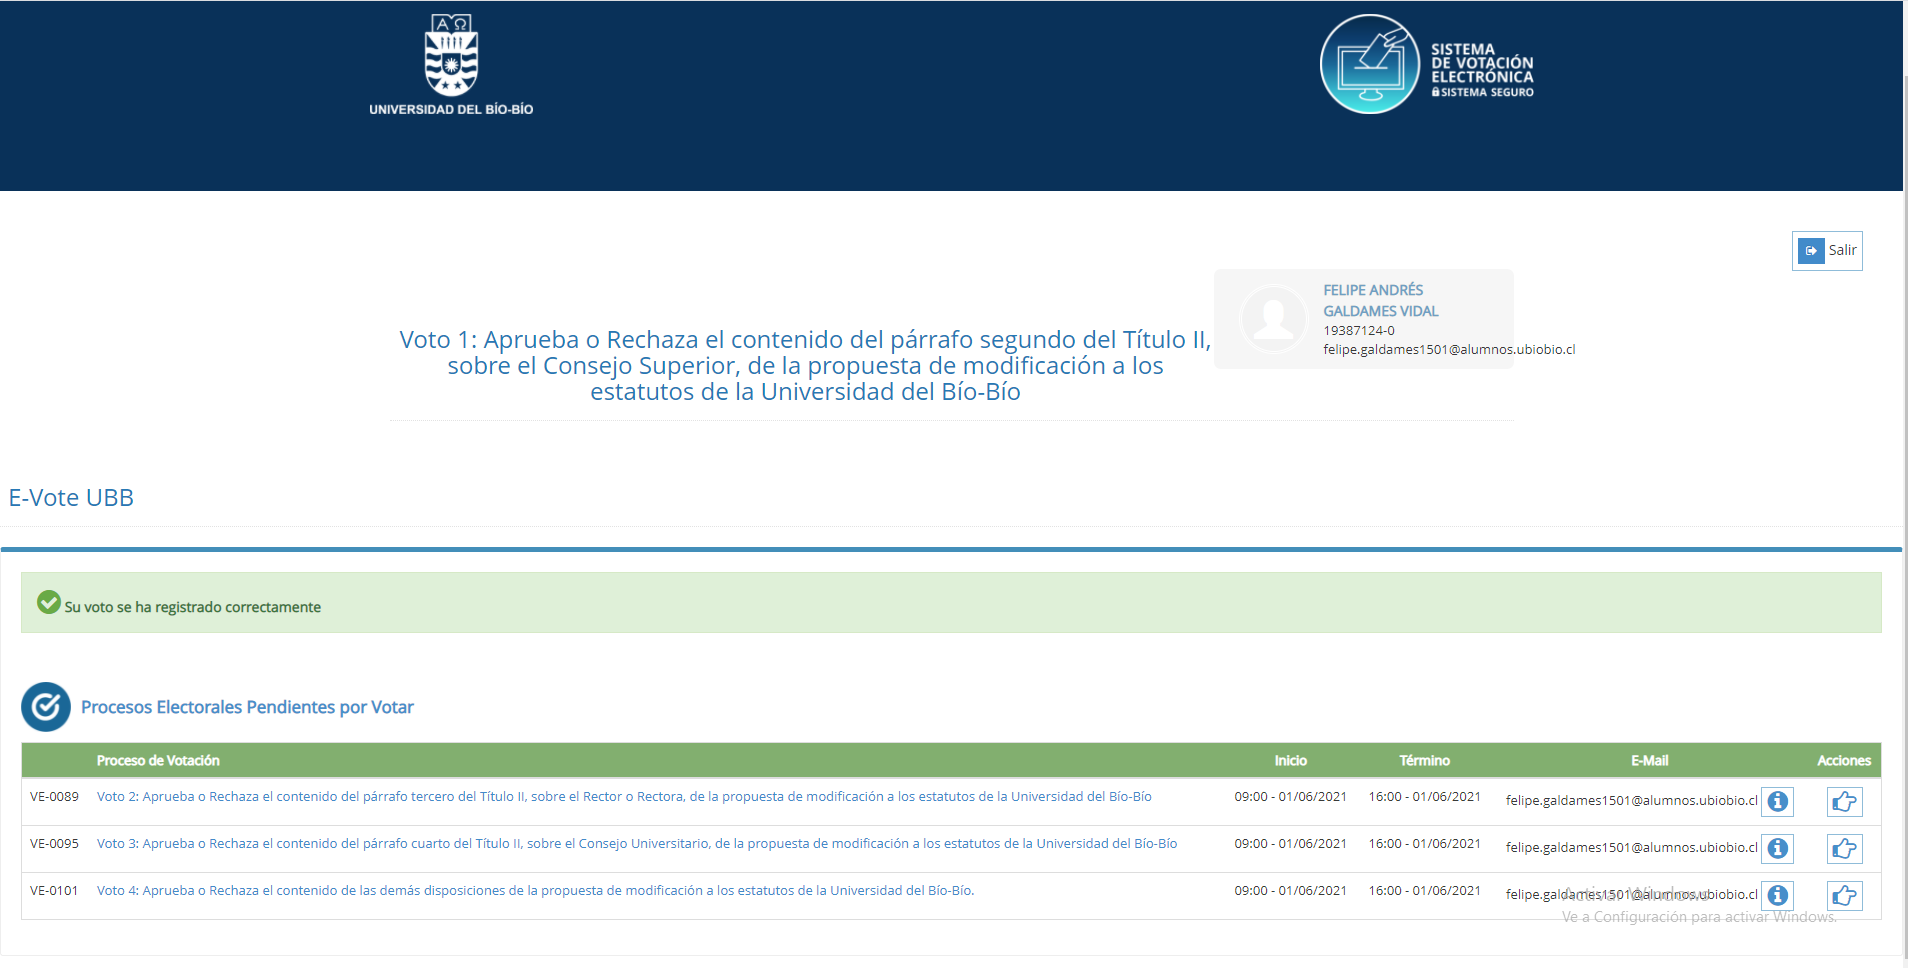 ΑΩ
UNIVERSIDAD DEL BÍO-BÍO
SISTEMA
DE VOTACIÓN
ELECTRÓNICA
SISTEMA SEGURO
Salir
FELIPE ANDRÉS
GALDAMES VIDAL
19387124-0
felipe.galdames1501@alumnos.ubiobio.cl
Voto 1: Aprueba o Rechaza el contenido del párrafo segundo del Título II,
sobre el Consejo Superior, de la propuesta de modificación a los
estatutos de la Universidad del Bío-Bío
E-Vote UBB
Su voto se ha registrado correctamente
Procesos Electorales Pendientes por Votar
Proceso de Votación Inicio Término E-Mail Acciones
VE-0089 Voto 2: Aprueba o Rechaza el contenido del párrafo tercero del Título II, sobre el Rector o Rectora, de la propuesta de modificación a los estatutos de la Universidad del Bío-Bío 09:00 - 01/06/2021 16:00 - 01/06/2021 felipe.galdames1501@alumnos.ubiobio.cl
VE-0095 Voto 3: Aprueba o Rechaza el contenido del párrafo cuarto del Título II, sobre el Consejo Universitario, de la propuesta de modificación a los estatutos de la Universidad del Bío-Bío 09:00 - 01/06/2021 16:00 - 01/06/2021 felipe.galdames1501@alumnos.ubiobio.cl
VE-0101 Voto 4: Aprueba o Rechaza el contenido de las demás disposiciones de la propuesta de modificación a los estatutos de la Universidad del Bío-Bío. 09:00 - 01/06/2021 16:00 - 01/06/2021 felipe.galdames1501@alumnos.ubiobio.cl
Activar Windows
Ve a Configuración para activar Windows.